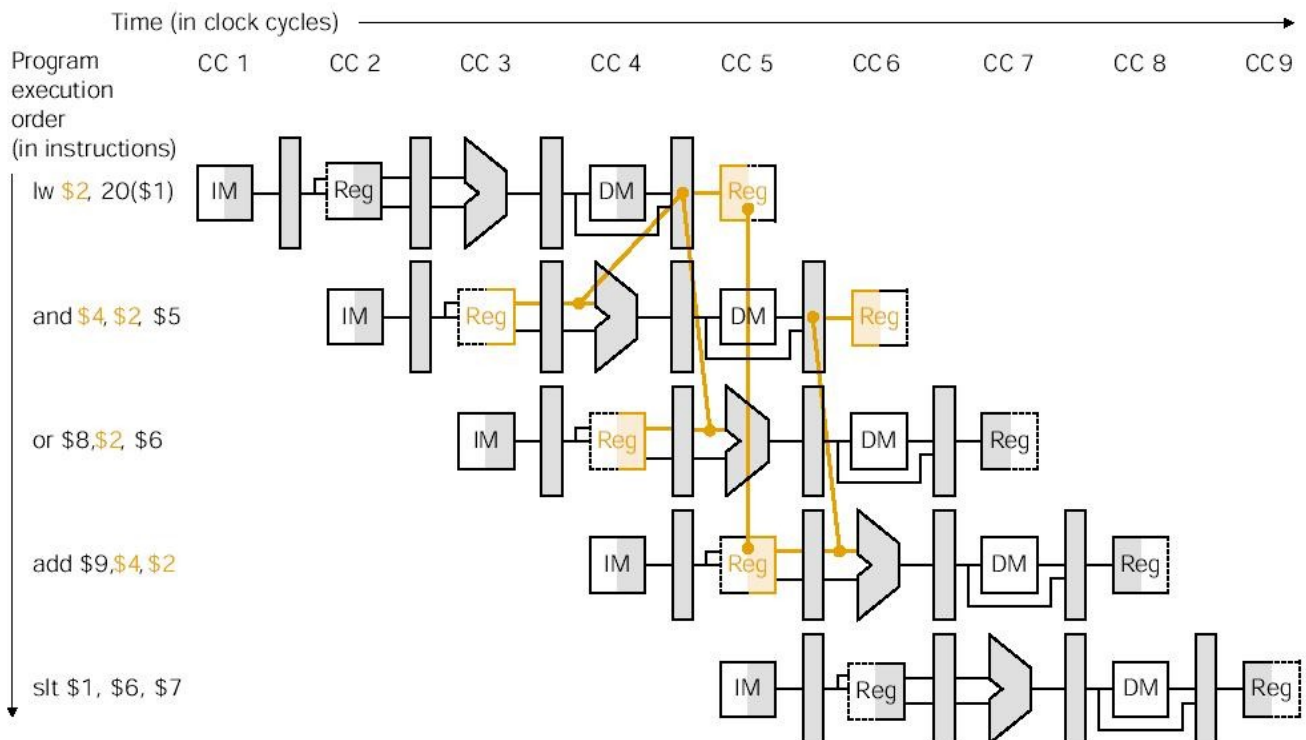 Time (in clock cycles)
Program
execution
order
(in instructions)
CC 1 CC 2 CC 3 CC 4 CC 5 CC 6 CC 7 CC 8 CC 9
lw $2, 20($1) IM Reg DM Reg
and $4, $2, $5 IM Reg DM Reg
or $8,$2, $6 IM Reg DM Reg
add $9,$4,$2 IM Reg DM Reg
slt $1, $6, $7 IM Reg DM Reg